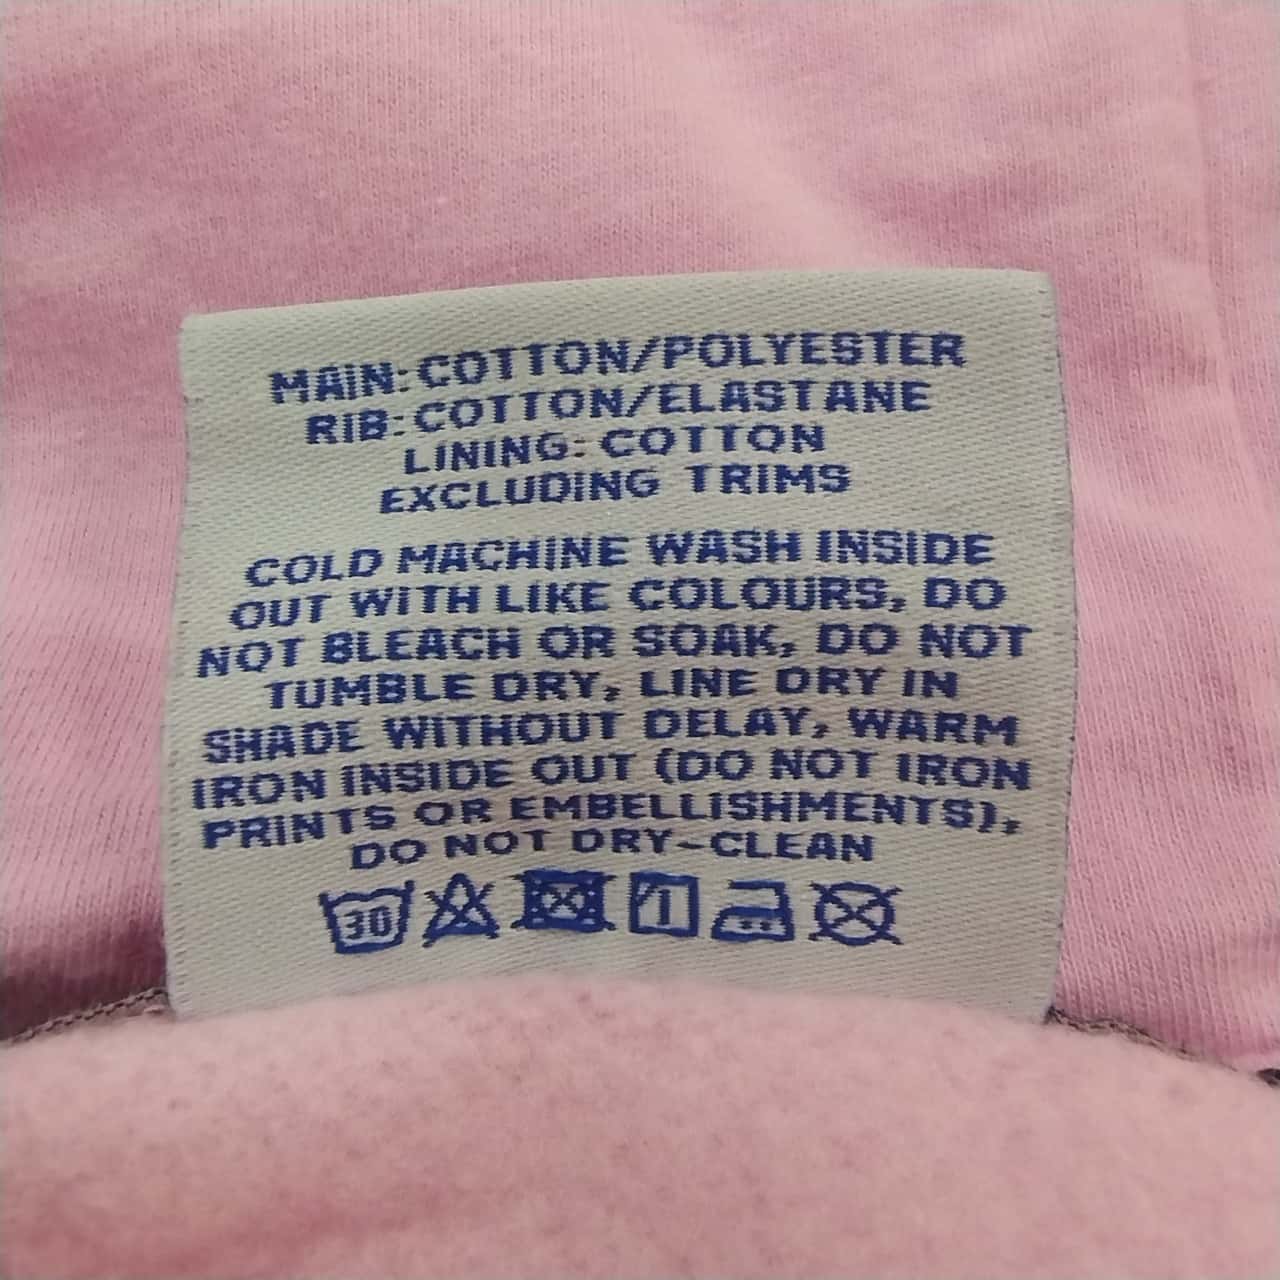 MAIN: COTTON/POLYESTER
RIB: COTTON/ELASTANE
LINING: COTTON
EXCLUDING TRIMS
COLD MACHINE WASH INSIDE
OUT WITH LIKE COLOURS, DO
NOT BLEACH OR SOAK, DO NOT
TUMBLE DRY, LINE DRY IN
SHADE WITHOUT DELAY, WARM
IRON INSIDE OUT (DO NOT IRON
PRINTS OR EMBELLISHMENTS),
DO NOT DRY-CLEAN
30